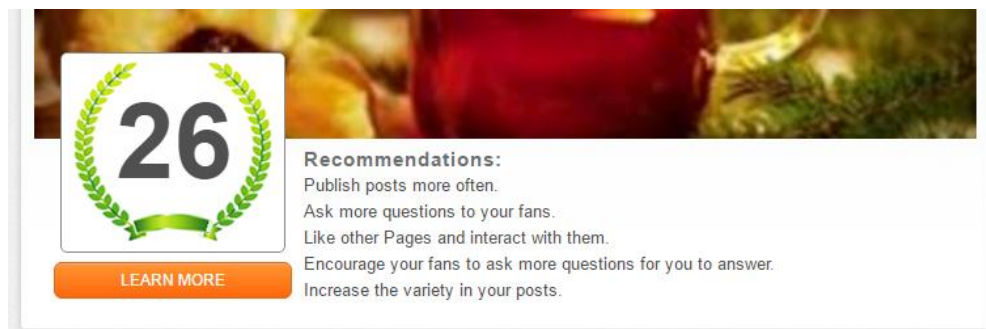 26
Recommendations:
Publish posts more often.
Ask more questions to your fans.
Like other Pages and interact with them.
Encourage your fans to ask more questions for you to answer.
LEARN MORE
Increase the variety in your posts.